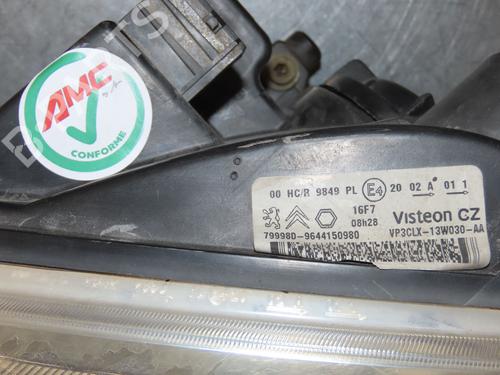 AMC
CONFORME
00 HC/R 9849 PL E4 20 02 A 01 1
16F7
08h28
Visteon CZ
79998D-9644150980
VP3CLX-13W030-AA